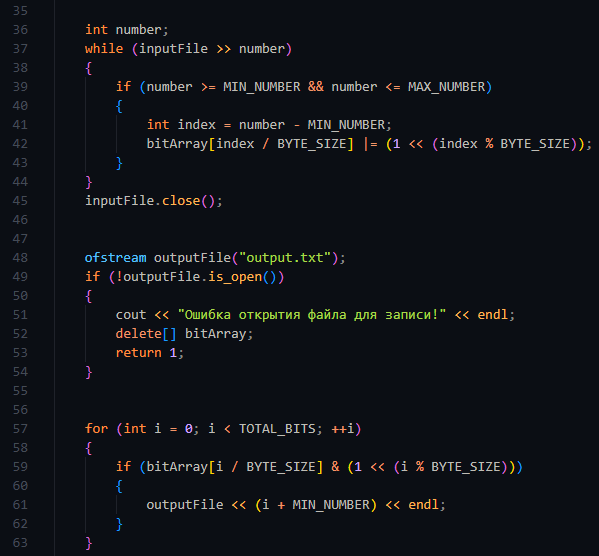 35
36 int number;
37 while (inputFile >> number)
38 {
39 if (number >= MIN_NUMBER && number <= MAX_NUMBER)
40 {
41 int index = number - MIN_NUMBER;
42 bitArray[index / BYTE_SIZE] |= (1 << (index % BYTE_SIZE));
43 }
44 }
45 inputFile.close();
46
47
48 ofstream outputFile("output.txt");
49 if (!outputFile.is_open())
50 {
51 cout << "Ошибка открытия файла для записи!" << endl;
52 delete[] bitArray;
53 return 1;
54 }
55
56
57 for (int i = 0; i < TOTAL_BITS; ++i)
58 {
59 if (bitArray[i / BYTE_SIZE] & (1 << (i % BYTE_SIZE)))
60 {
61 outputFile << (i + MIN_NUMBER) << endl;
62 }
63 }